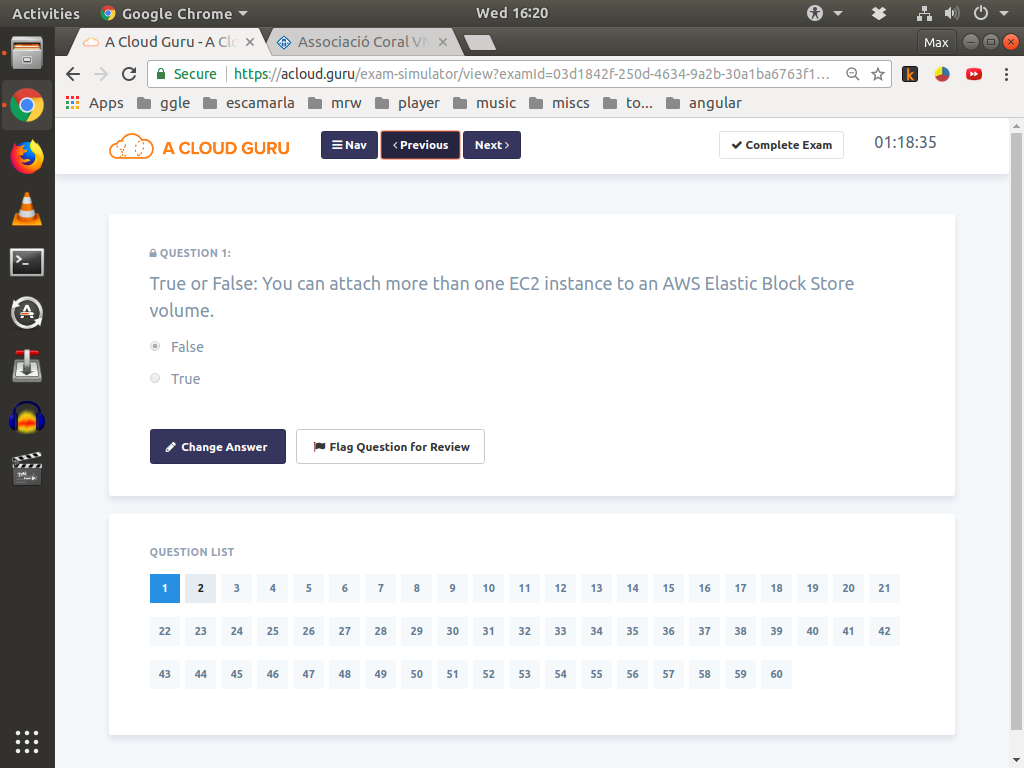 Activities Google Chrome Wed 16:20
A Cloud Guru - A Clo Associació Coral VN Max
Secure https://acloud.guru/exam-simulator/view?examId=03d1842f-250d-4634-9a2b-30a1ba6763f1...
Apps ggle escamarla mrw player music miscs to... angular
A CLOUD GURU Nav Previous Next Complete Exam 01:18:35
QUESTION 1:
True or False: You can attach more than one EC2 instance to an AWS Elastic Block Store
volume.
False
True
Change Answer Flag Question for Review
QUESTION LIST
1 2 3 4 5 6 7 8 9 10 11 12 13 14 15 16 17 18 19 20 21
22 23 24 25 26 27 28 29 30 31 32 33 34 35 36 37 38 39 40 41 42
43 44 45 46 47 48 49 50 51 52 53 54 55 56 57 58 59 60